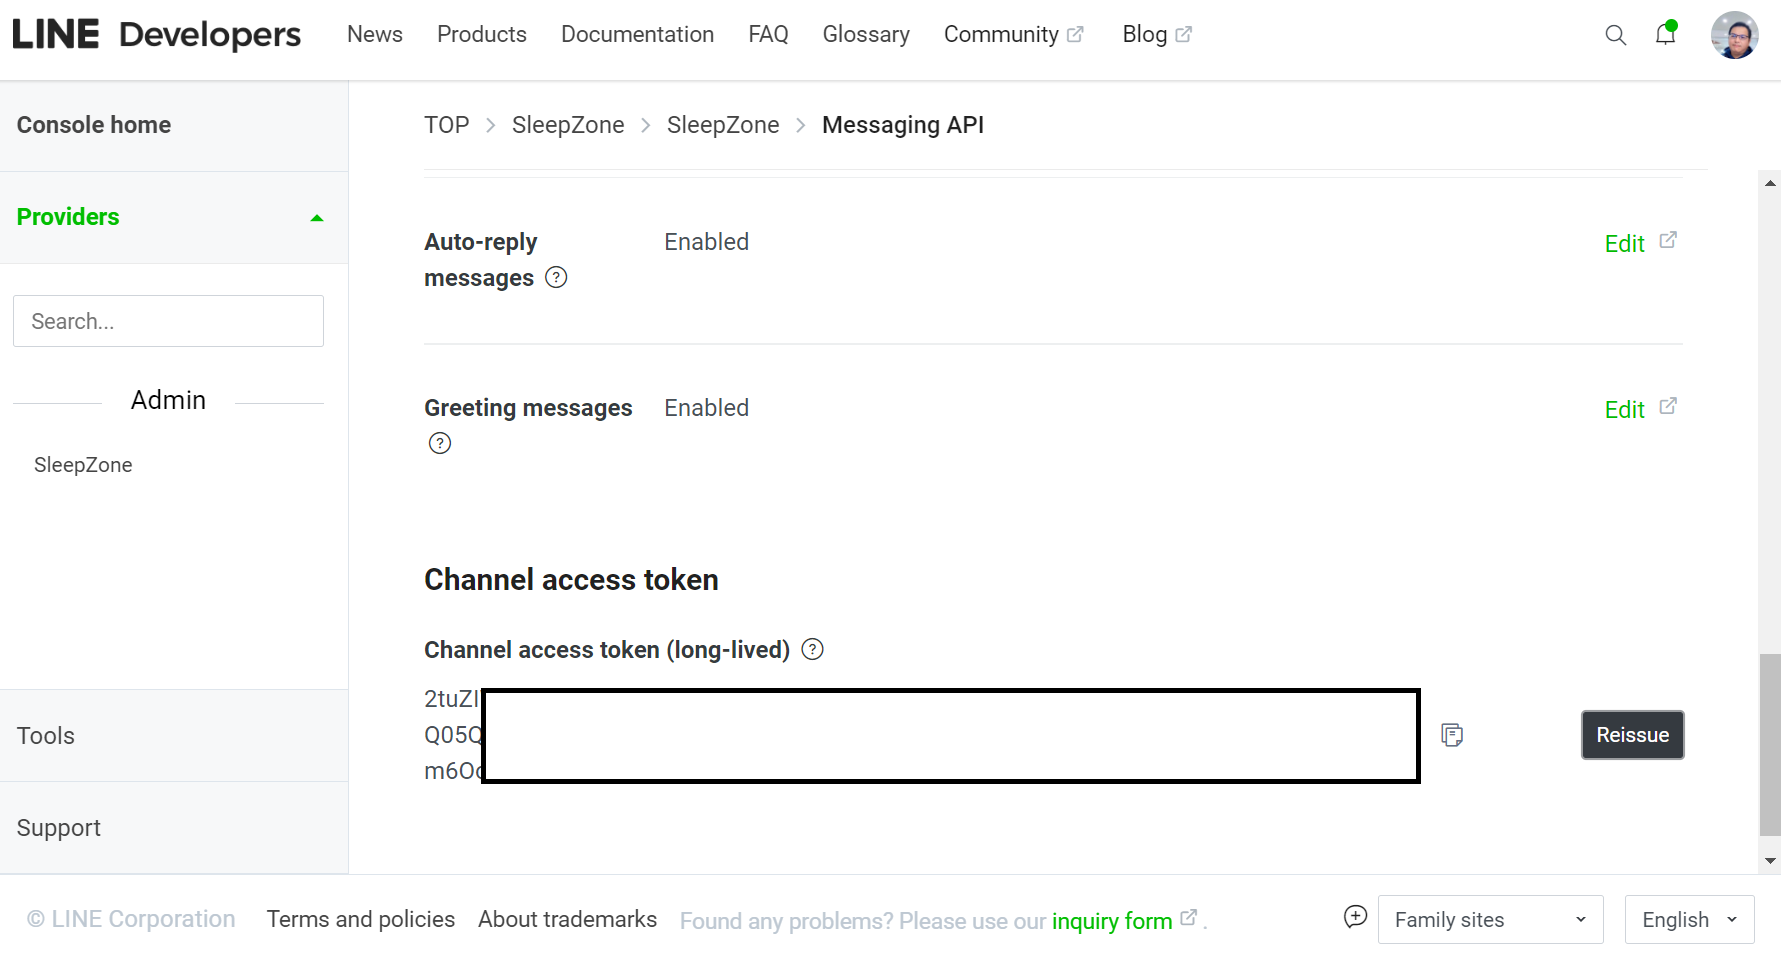 LINE Developers News Products Documentation FAQ Glossary Community Blog
Console home
Providers
Search...
Admin
SleepZone
Tools
Support
TOP > SleepZone > SleepZone > Messaging API
Auto-reply messages ? Enabled Edit
Greeting messages ? Enabled Edit
Channel access token
Channel access token (long-lived) ?
2tuZI
Q05Q
m6O
Reissue
© LINE Corporation Terms and policies About trademarks Found any problems? Please use our inquiry form . Family sites English